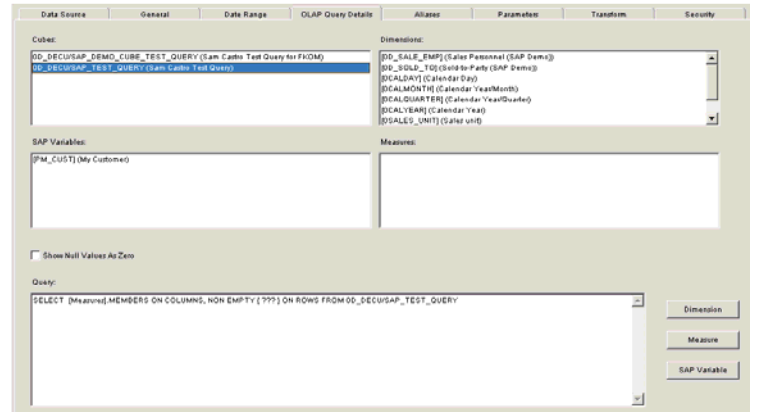 Data Source General Date Range OLAP Query Details Aliases Parameters Transform Security
Cubes: Dimensions:
0D_DECU/SAP_DEMO_CUBE_TEST_QUERY (Sam Castro Test Query for FKOM)
0D_DECU/SAP_TEST_QUERY (Sam Castro Test Query)
[0D_SALE_EMP] (Sales Personnel (SAP Demo))
[0D_SOLD_TO] (Sold-to-Party (SAP Demo))
[0CALDAY] (Calendar Day)
[0CALMONTH] (Calendar Year/Month)
[0CALQUARTER] (Calendar Year/Quarter)
[0CALYEAR] (Calendar Year)
[0SALES_UNIT] (Sales unit)
SAP Variables: Measures:
[PM_CUST] (My Customer)
Show Null Values As Zero
Query:
SELECT [Measures].MEMBERS ON COLUMNS, NON EMPTY { ??? } ON ROWS FROM 0D_DECU/SAP_TEST_QUERY
Dimension
Measure
SAP Variable